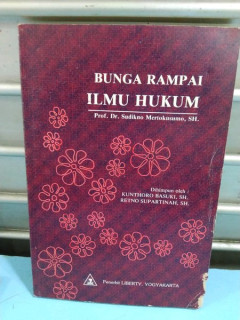 BUNGA RAMPAI
ILMU HUKUM
Prof. Dr. Sudikno Mertokusumo, SH.
Dihimpun oleh :
KUNTHORO BASUKI, SH.
RETNO SUPARTINAH, SH.
Penerbit LIBERTY, YOGYAKARTA